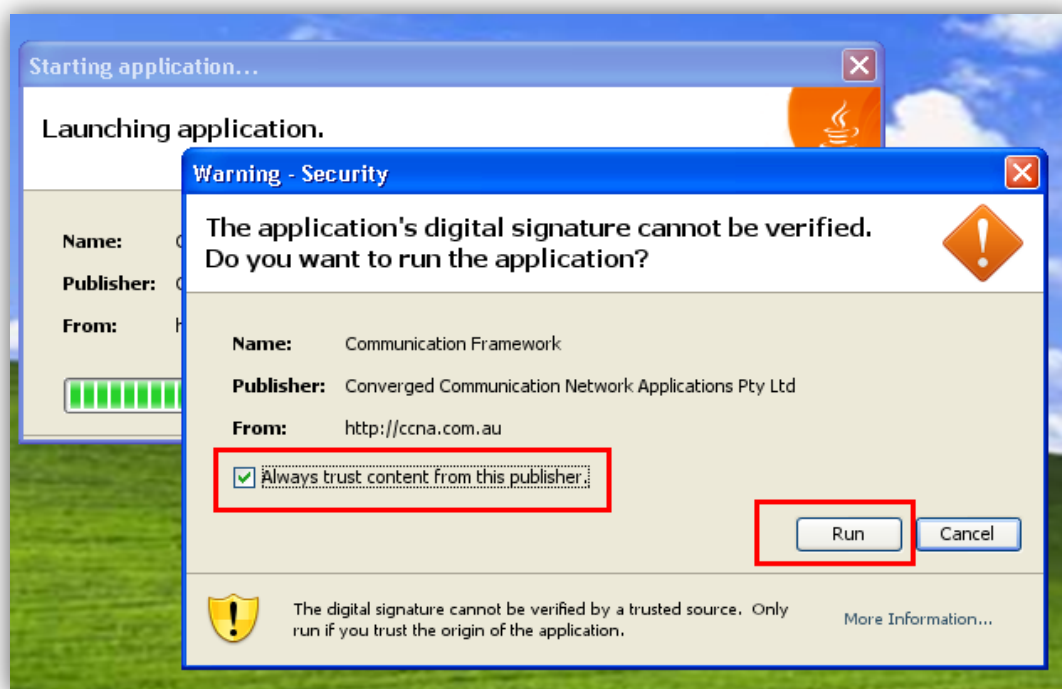 Starting application...
Launching application.
Name:
Publisher:
From:
Warning - Security
The application's digital signature cannot be verified.
Do you want to run the application?
Name: Communication Framework
Publisher: Converged Communication Network Applications Pty Ltd
From: http://ccna.com.au
Always trust content from this publisher.
Run Cancel
The digital signature cannot be verified by a trusted source. Only
run if you trust the origin of the application.
More Information...